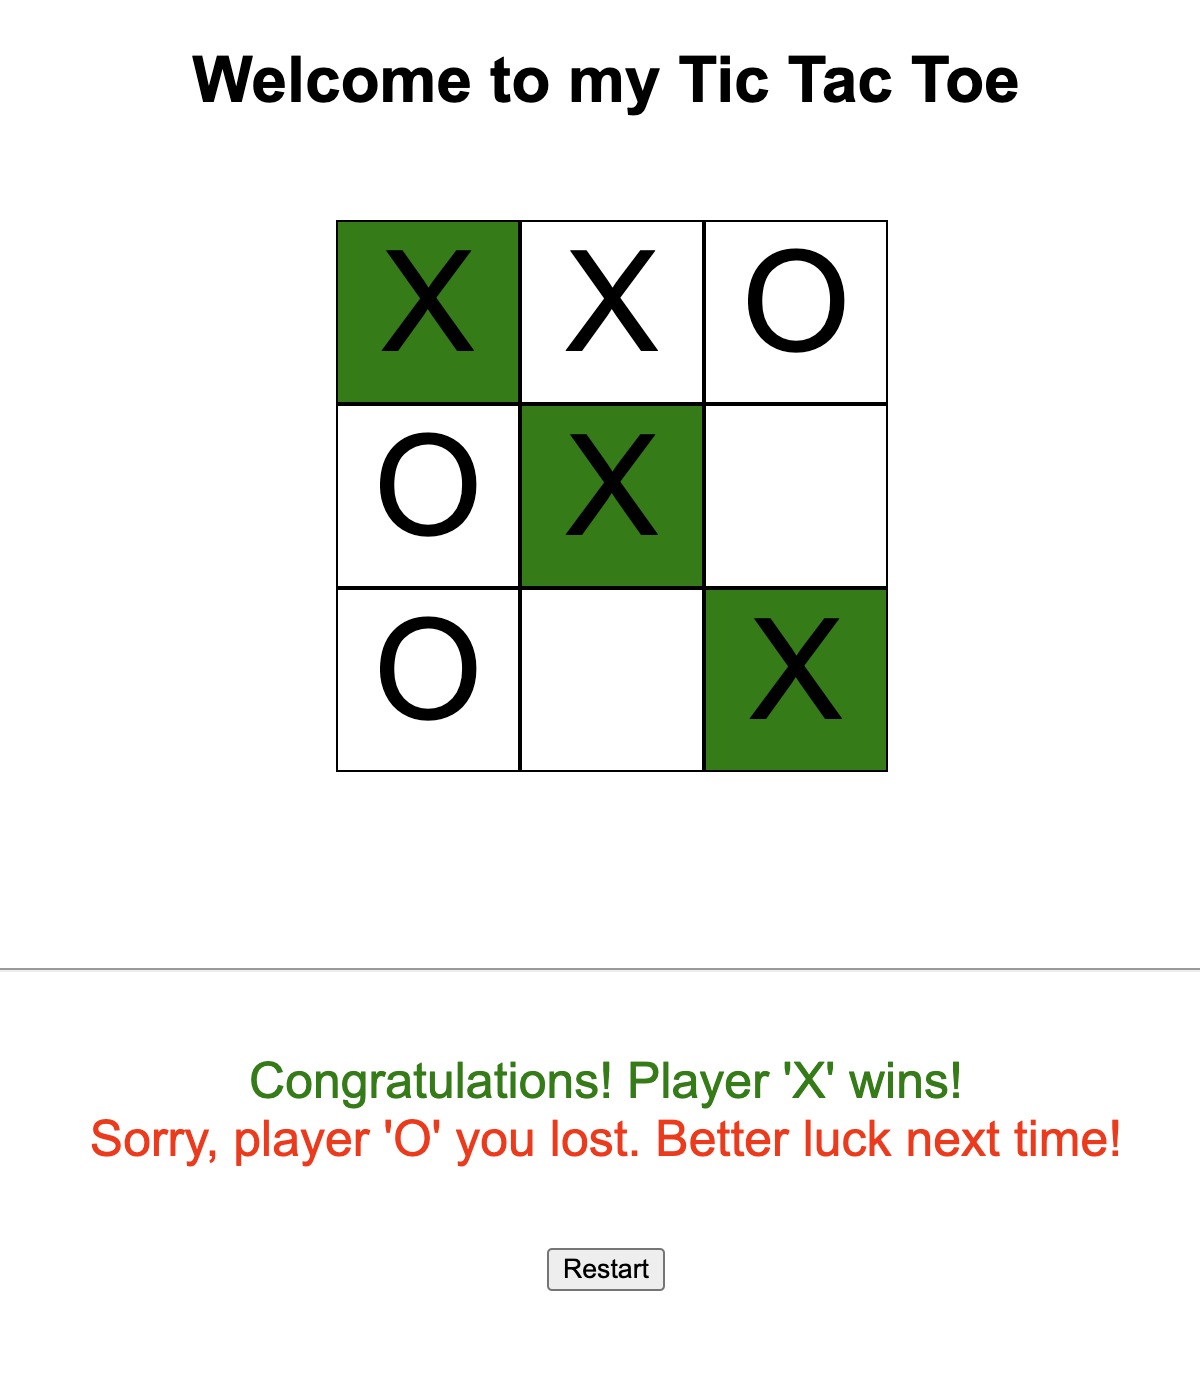 Welcome to my Tic Tac Toe
X X O
O X
O X
Congratulations! Player 'X' wins!
Sorry, player 'O' you lost. Better luck next time!
Restart